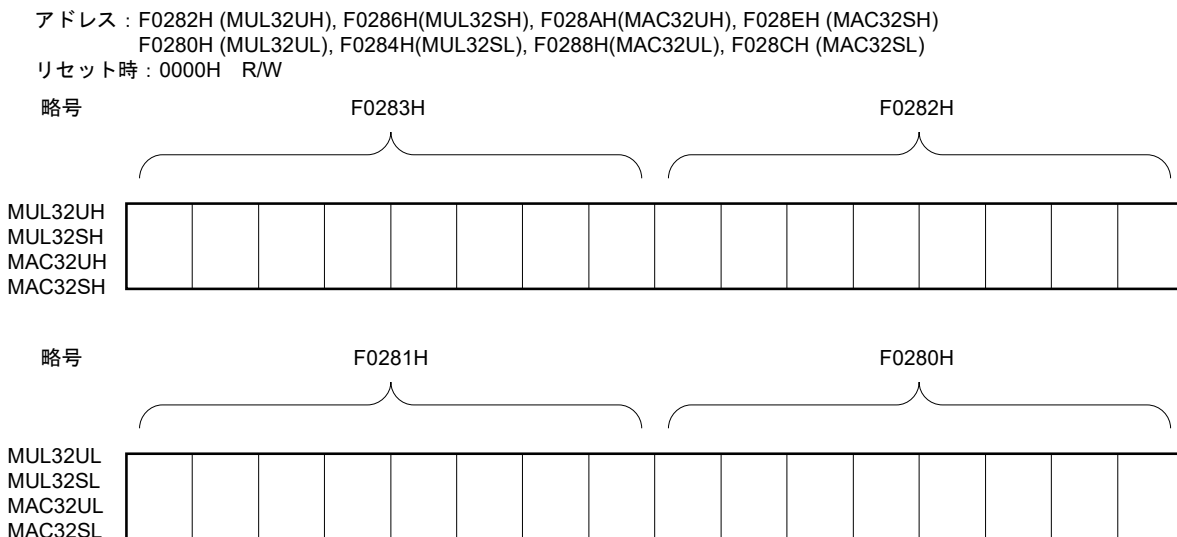 アドレス：F0282H (MUL32UH), F0286H(MUL32SH), F028AH(MAC32UH), F028EH (MAC32SH)
F0280H (MUL32UL), F0284H(MUL32SL), F0288H(MAC32UL), F028CH (MAC32SL)
リセット時：0000H R/W
略号 F0283H F0282H
MUL32UH
MUL32SH
MAC32UH
MAC32SH
略号 F0281H F0280H
MUL32UL
MUL32SL
MAC32UL
MAC32SL